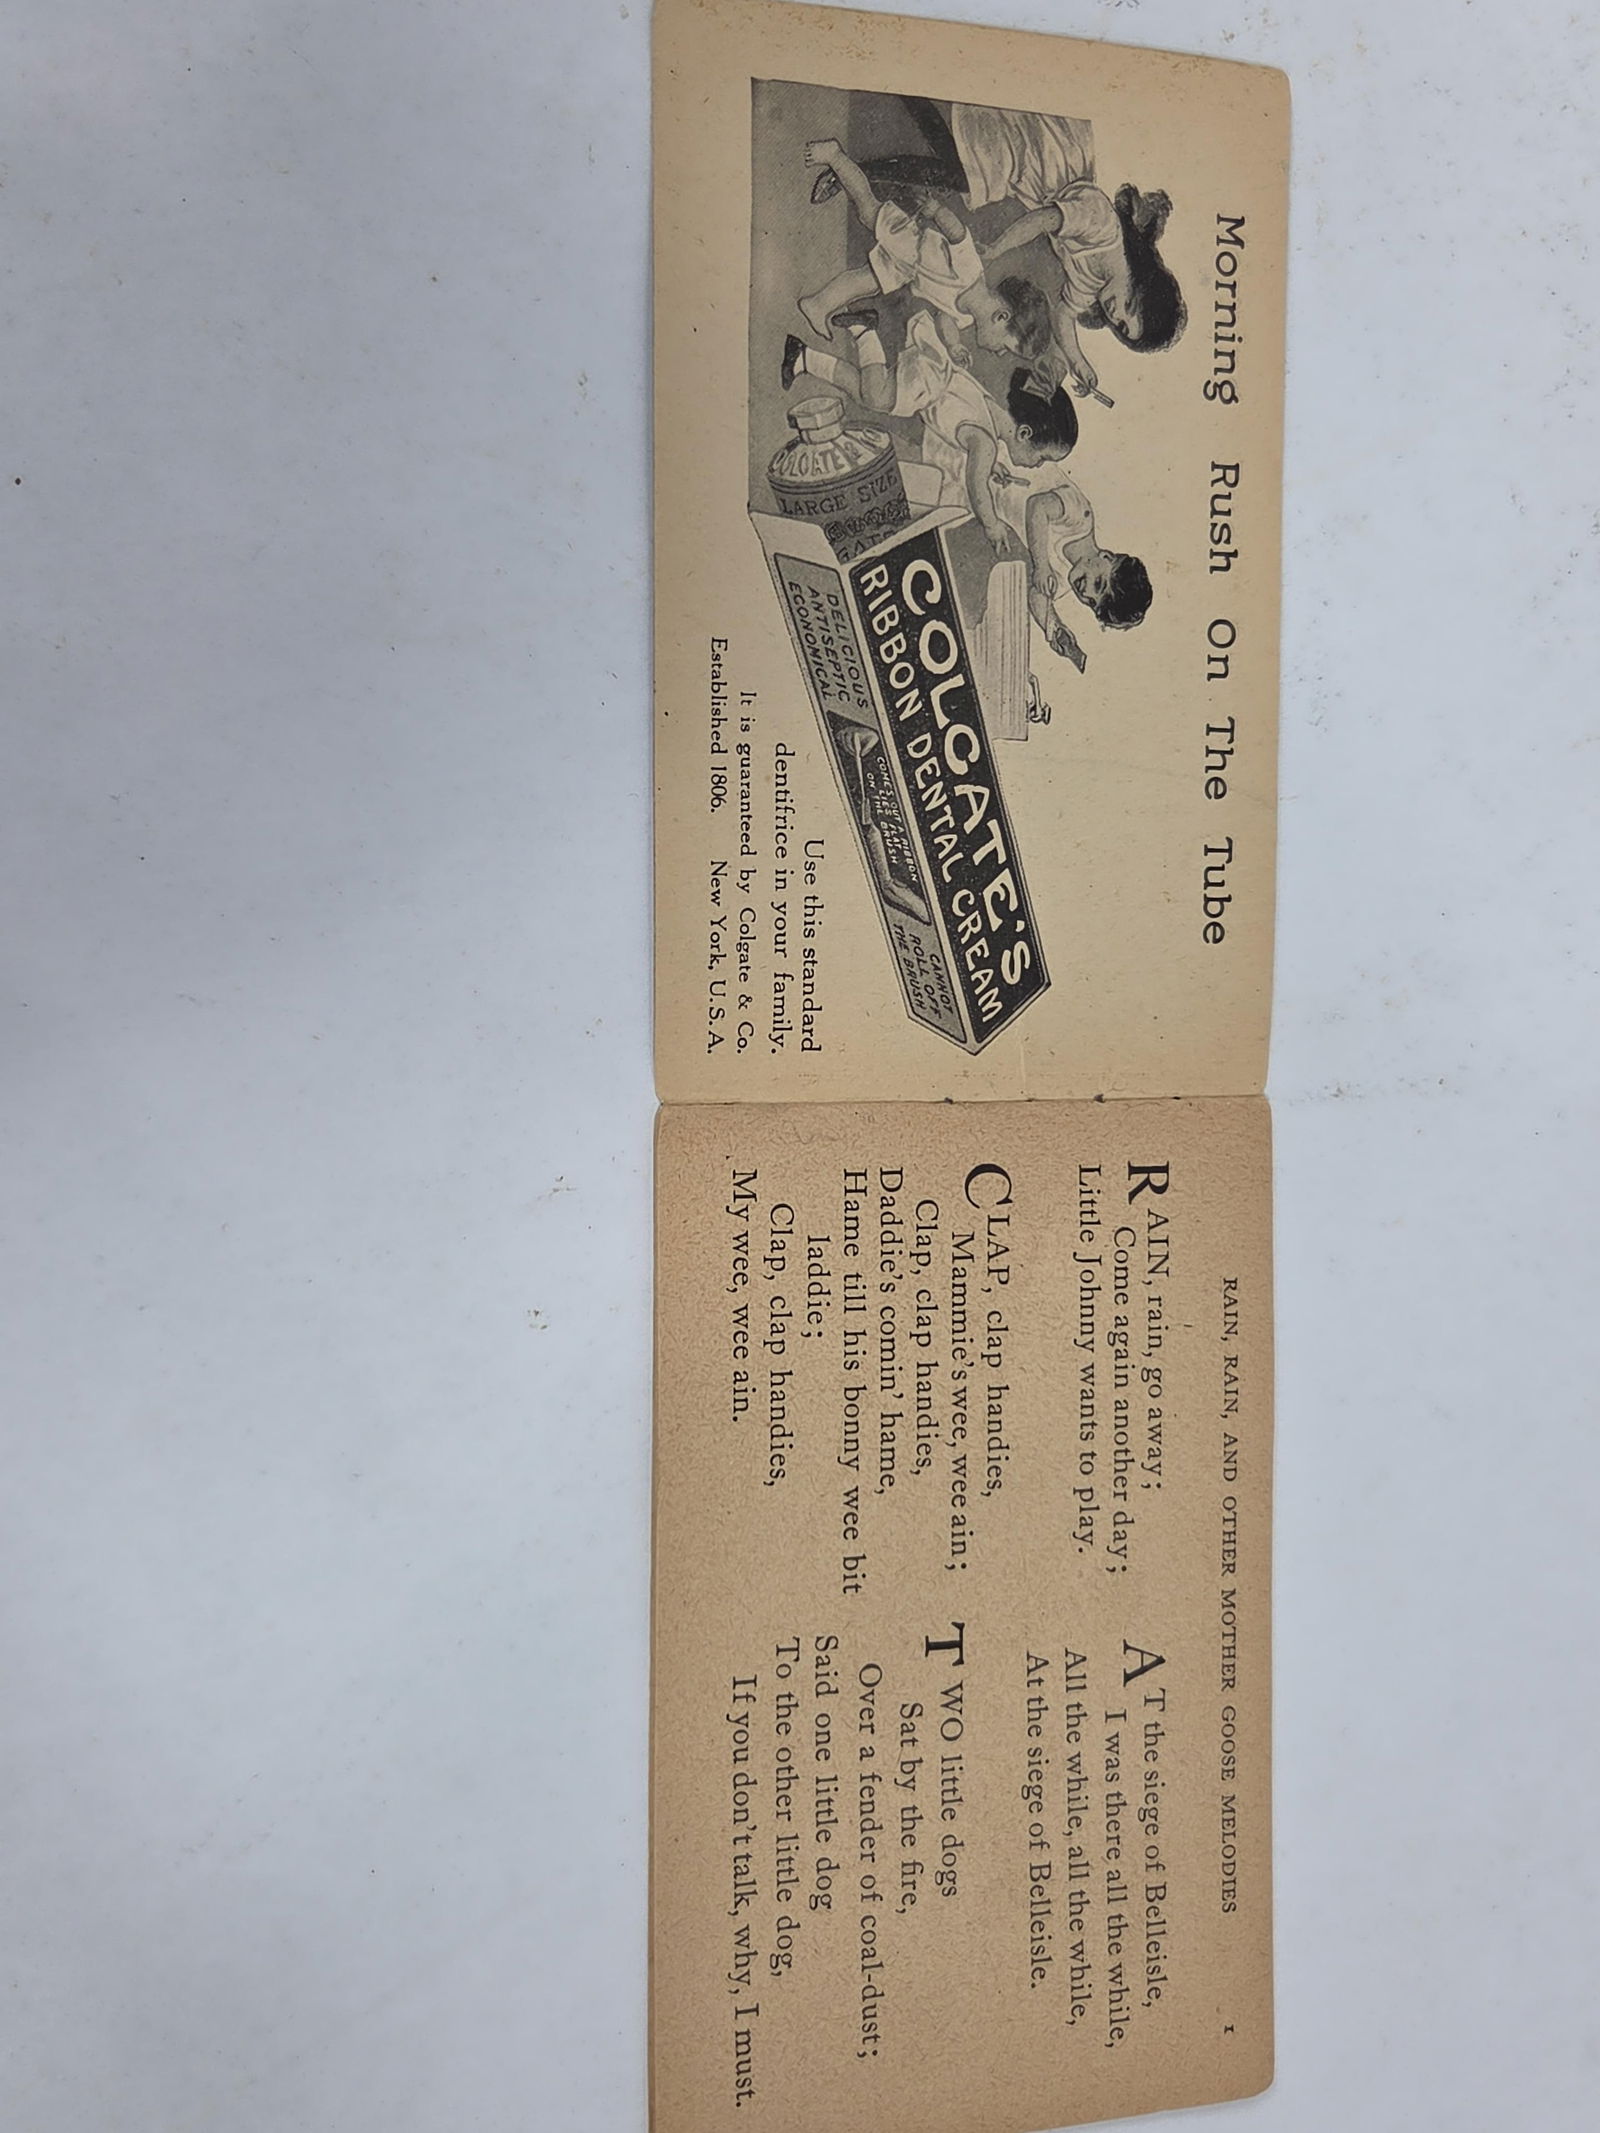 Morning Rush On The Tube
COLGATE & CO
LARGE SIZE
COLGATE'S
RIBBON DENTAL CREAM
DELICIOUS
ANTISEPTIC
ECONOMICAL
COMES OUT A RIBBON
LIES FLAT
ON THE BRUSH
CANNOT
ROLL OFF
THE BRUSH
Use this standard
dentifrice in your family.
It is guaranteed by Colgate & Co.
Established 1806. New York, U.S.A.
RAIN, RAIN, AND OTHER MOTHER GOOSE MELODIES 1
RAIN, rain, go away;
Come again another day;
Little Johnny wants to play.
CLAP, clap handies,
Mammie's wee, wee ain;
Clap, clap handies,
Daddie's comin' hame,
Hame till his bonny wee bit
laddie;
Clap, clap handies,
My wee, wee ain.
AT the siege of Belleisle,
I was there all the while,
All the while, all the while,
At the siege of Belleisle.
TWO little dogs
Sat by the fire,
Over a fender of coal-dust;
Said one little dog
To the other little dog,
If you don't talk, why, I must.